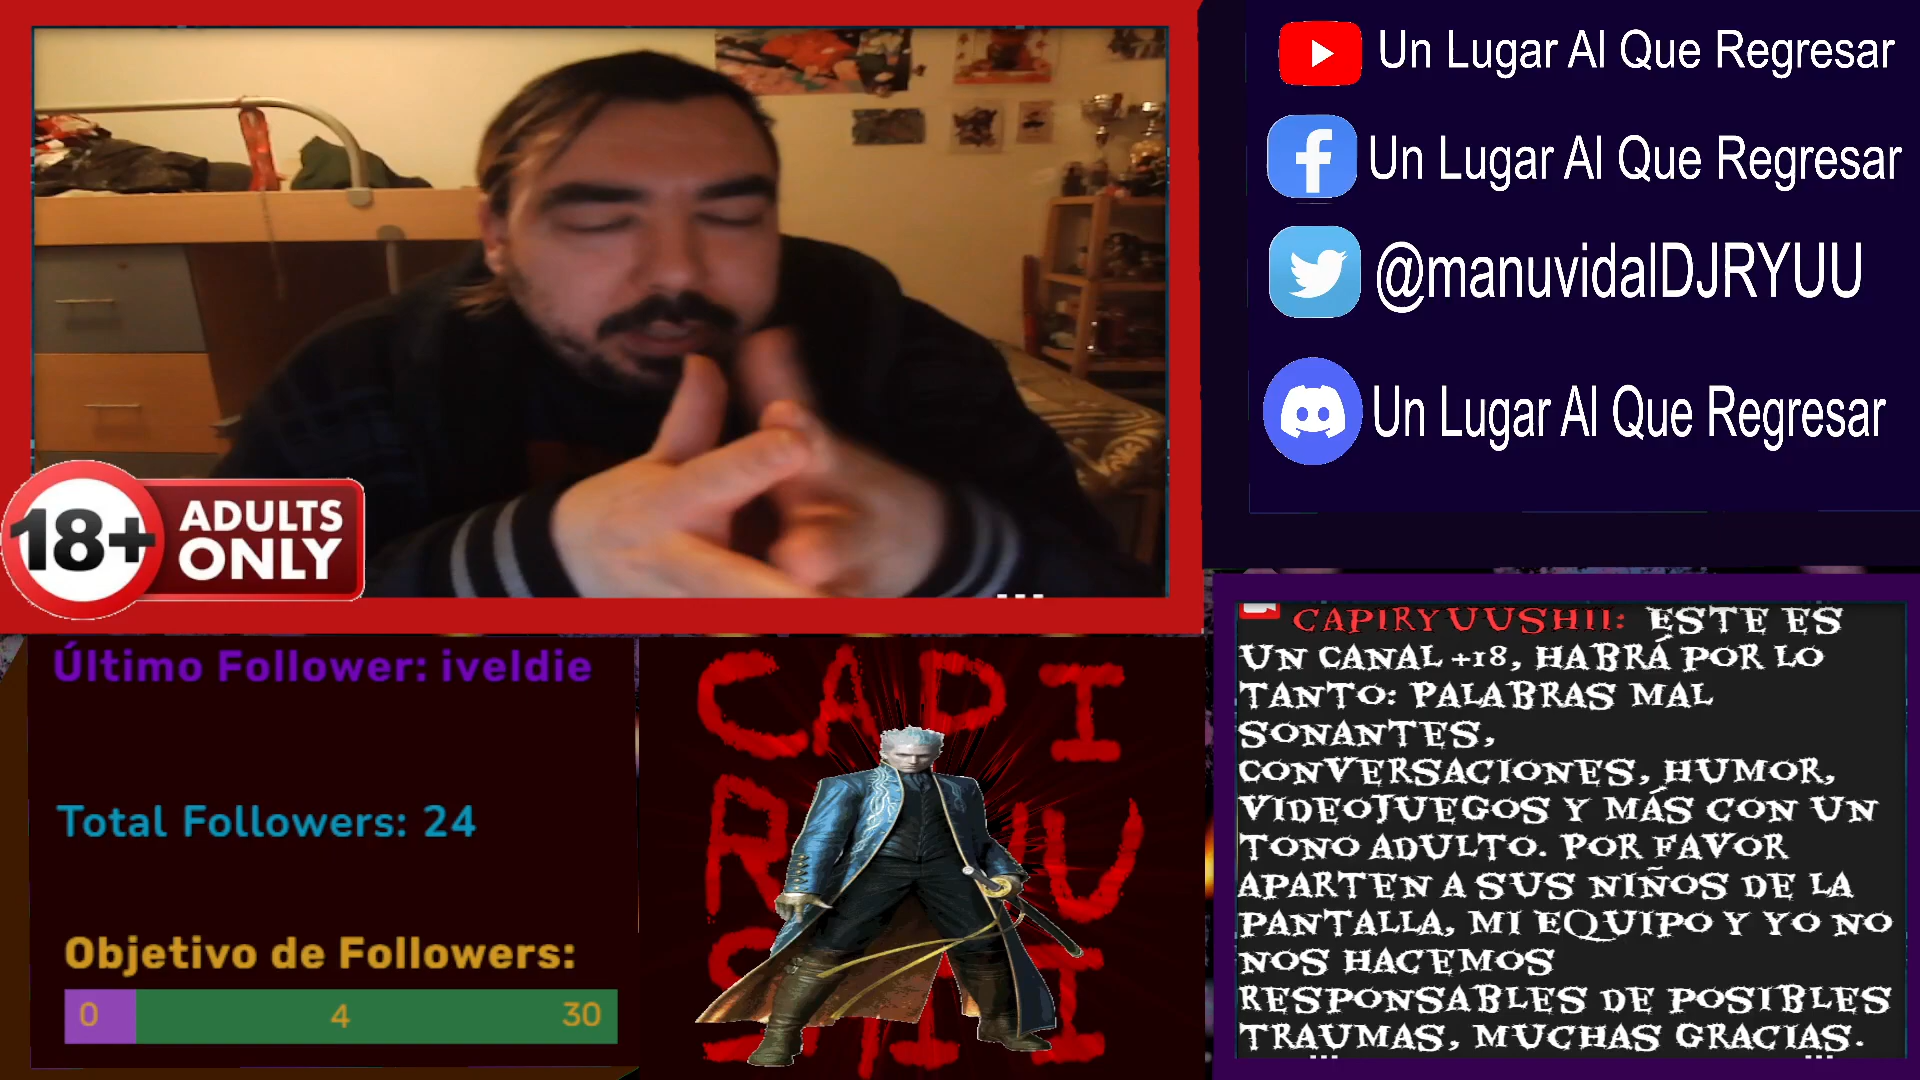 Un Lugar Al Que Regresar
Un Lugar Al Que Regresar
@manuvidalDJRYUU
Un Lugar Al Que Regresar
18+ ADULTS
ONLY
Último Follower: iveldie
Total Followers: 24
Objetivo de Followers:
0 4 30
CAPI
RYUU
SHII
CAPIRYUUSHII: ESTE ES
UN CANAL +18, HABRÁ POR LO
TANTO: PALABRAS MAL
SONANTES,
CONVERSACIONES, HUMOR,
VIDEOJUEGOS Y MÁS CON UN
TONO ADULTO. POR FAVOR
APARTEN A SUS NIÑOS DE LA
PANTALLA, MI EQUIPO Y YO NO
NOS HACEMOS
RESPONSABLES DE POSIBLES
TRAUMAS, MUCHAS GRACIAS.